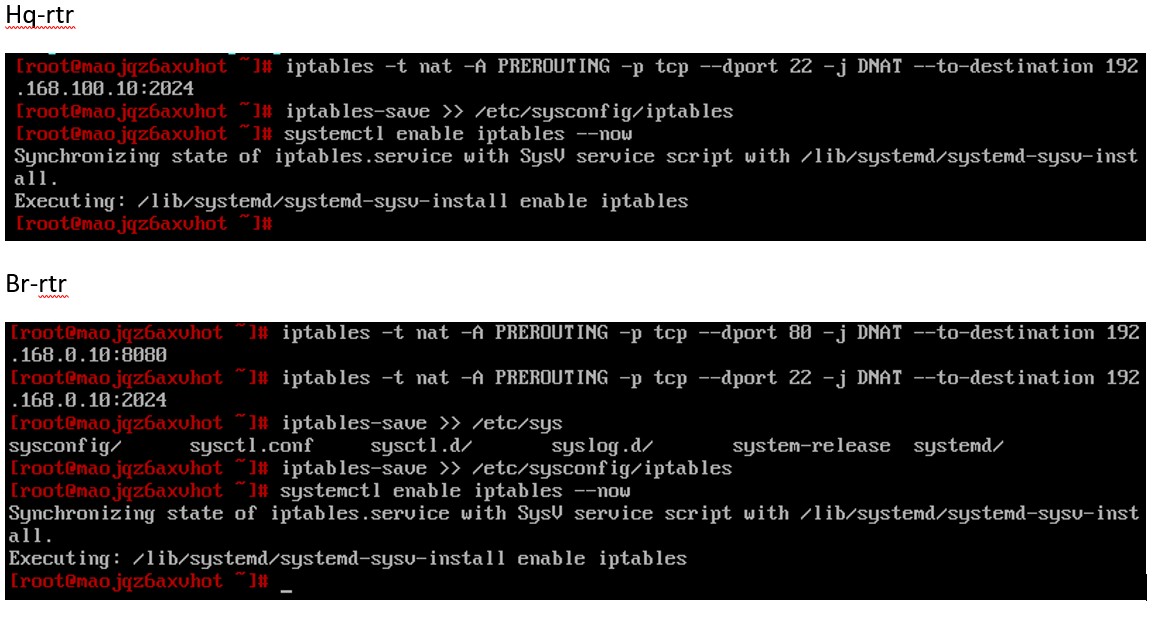 Hq-rtr
[root@maojqz6axvhot ~]# iptables -t nat -A PREROUTING -p tcp --dport 22 -j DNAT --to-destination 192
.168.100.10:2024
[root@maojqz6axvhot ~]# iptables-save >> /etc/sysconfig/iptables
[root@maojqz6axvhot ~]# systemctl enable iptables --now
Synchronizing state of iptables.service with SysV service script with /lib/systemd/systemd-sysv-inst
all.
Executing: /lib/systemd/systemd-sysv-install enable iptables
[root@maojqz6axvhot ~]#
Br-rtr
[root@maojqz6axvhot ~]# iptables -t nat -A PREROUTING -p tcp --dport 80 -j DNAT --to-destination 192
.168.0.10:8080
[root@maojqz6axvhot ~]# iptables -t nat -A PREROUTING -p tcp --dport 22 -j DNAT --to-destination 192
.168.0.10:2024
[root@maojqz6axvhot ~]# iptables-save >> /etc/sys
sysconfig/ sysctl.conf sysctl.d/ syslog.d/ system-release systemd/
[root@maojqz6axvhot ~]# iptables-save >> /etc/sysconfig/iptables
[root@maojqz6axvhot ~]# systemctl enable iptables --now
Synchronizing state of iptables.service with SysV service script with /lib/systemd/systemd-sysv-inst
all.
Executing: /lib/systemd/systemd-sysv-install enable iptables
[root@maojqz6axvhot ~]# _